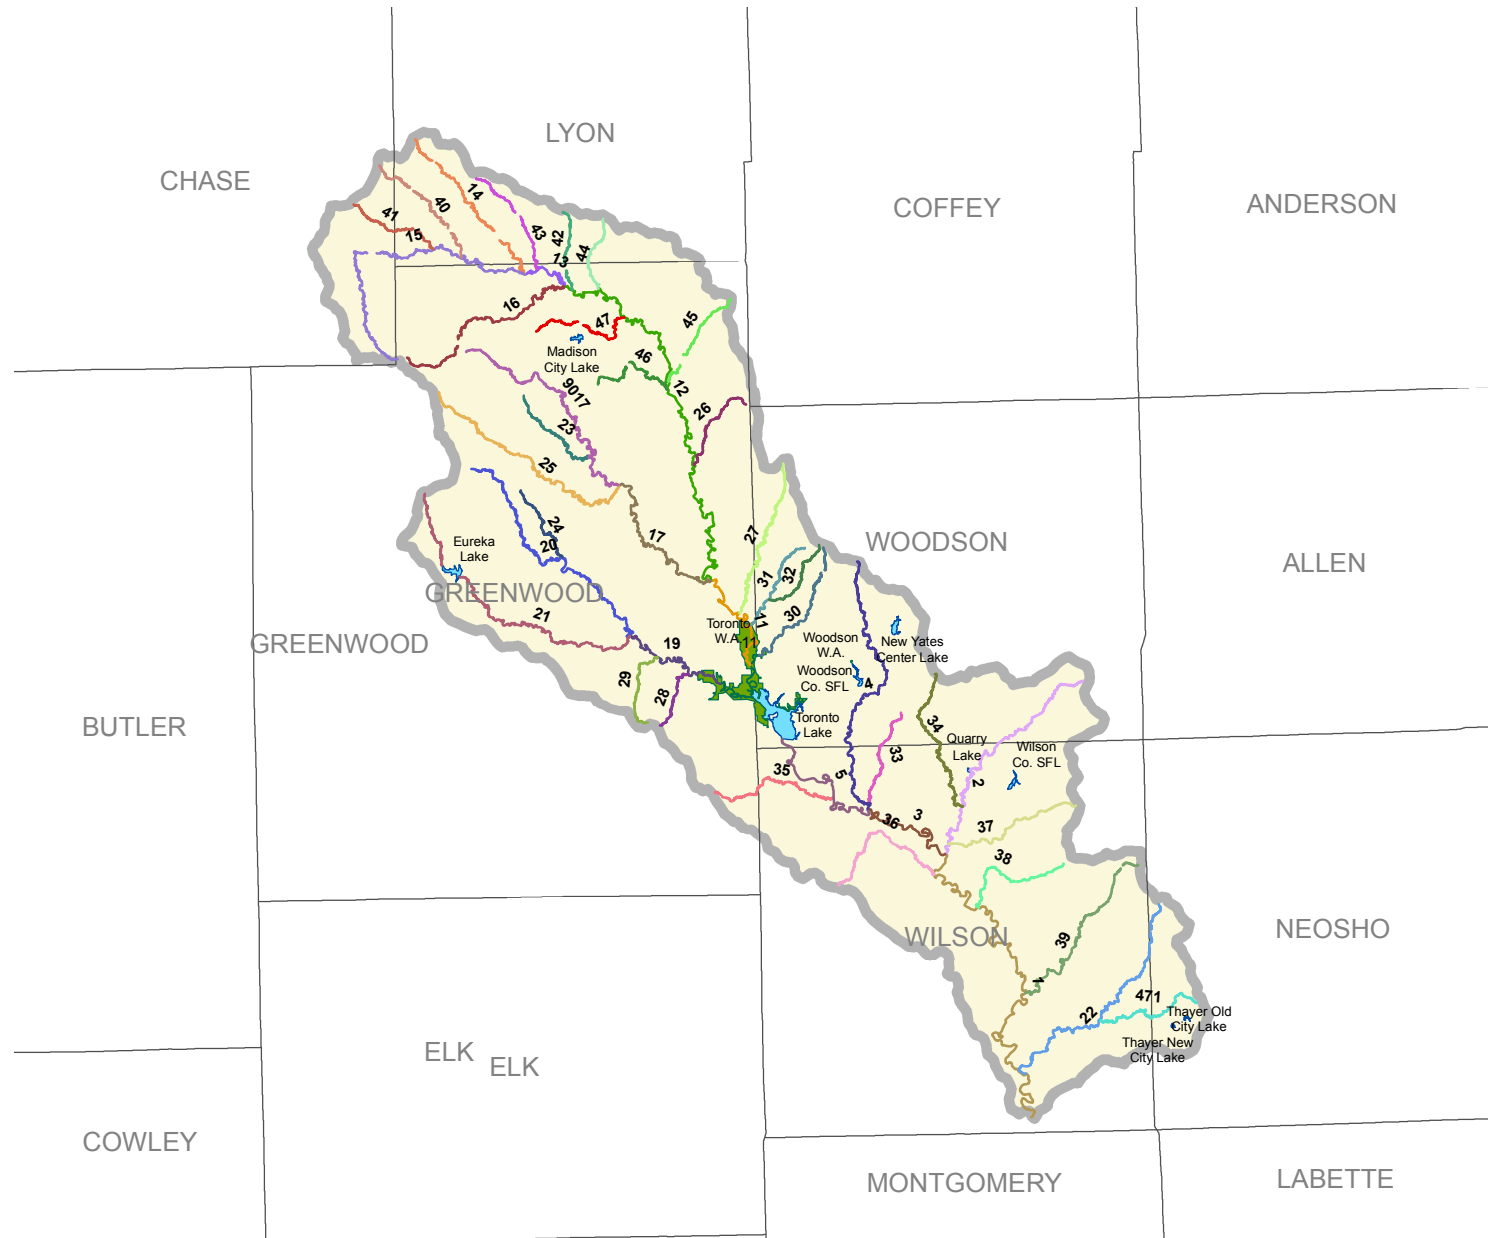 LYON
CHASE
COFFEY
ANDERSON
14
40
41
15
43
42
44
13
16
47
45
Madison
City Lake
46
12
9017
26
23
25
24
20
17
27
WOODSON
Eureka
Lake
ALLEN
31
32
GREENWOOD
30
21
GREENWOOD
19
Toronto
W.A.
11
11
Woodson
W.A.
New Yates
Center Lake
Woodson
Co. SFL
4
29
28
BUTLER
Toronto
Lake
34
33
Quarry
Lake
Wilson
Co. SFL
35
5
2
36
3
37
38
WILSON
39
NEOSHO
1
471
22
Thayer Old
City Lake
Thayer New
City Lake
ELK
ELK
COWLEY
MONTGOMERY
LABETTE